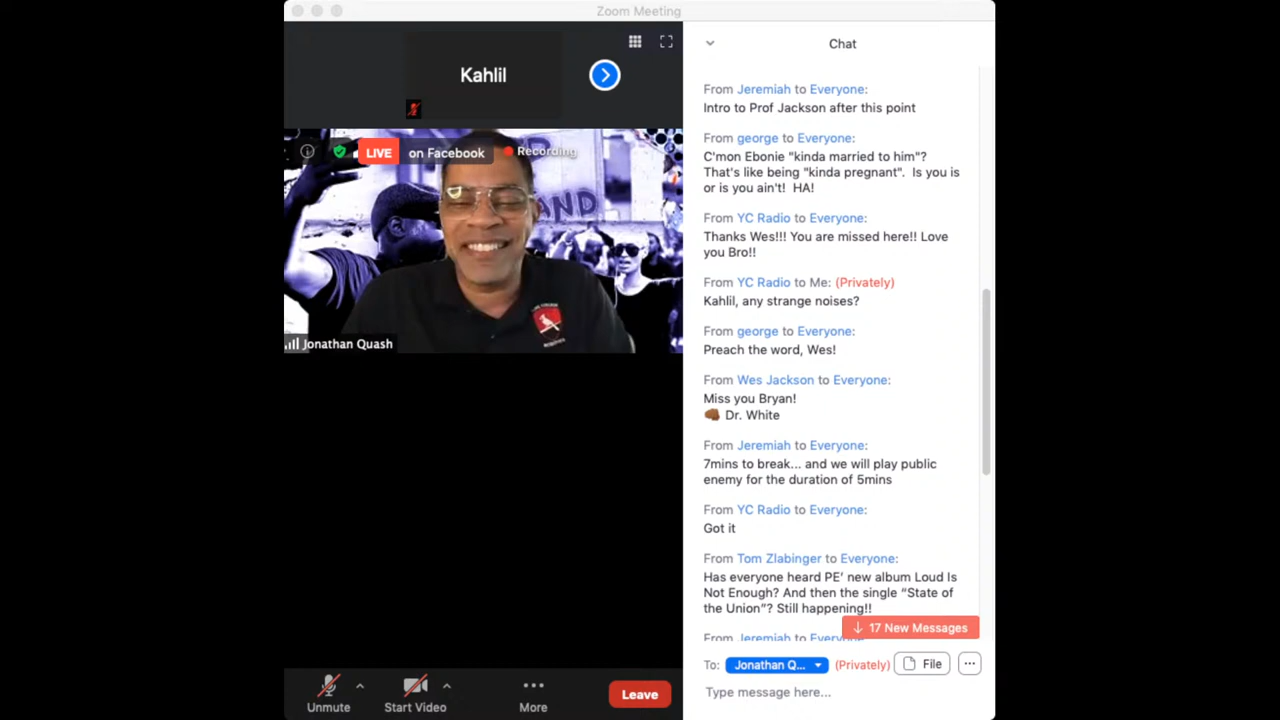 Zoom Meeting
Kahlil
LIVE on Facebook Recording
AND
Jonathan Quash
Unmute
Start Video
More
Leave
Chat
From Jeremiah to Everyone:
Intro to Prof Jackson after this point
From george to Everyone:
C'mon Ebonie "kinda married to him"?
That's like being "kinda pregnant". Is you is
or is you ain't! HA!
From YC Radio to Everyone:
Thanks Wes!!! You are missed here!! Love
you Bro!!
From YC Radio to Me: (Privately)
Kahlil, any strange noises?
From george to Everyone:
Preach the word, Wes!
From Wes Jackson to Everyone:
Miss you Bryan!
👊🏾 Dr. White
From Jeremiah to Everyone:
7mins to break... and we will play public
enemy for the duration of 5mins
From YC Radio to Everyone:
Got it
From Tom Zlabinger to Everyone:
Has everyone heard PE’ new album Loud Is
Not Enough? And then the single “State of
the Union”? Still happening!!
From Jeremiah to Everyone:
17 New Messages
To: Jonathan Q... (Privately) File
Type message here...